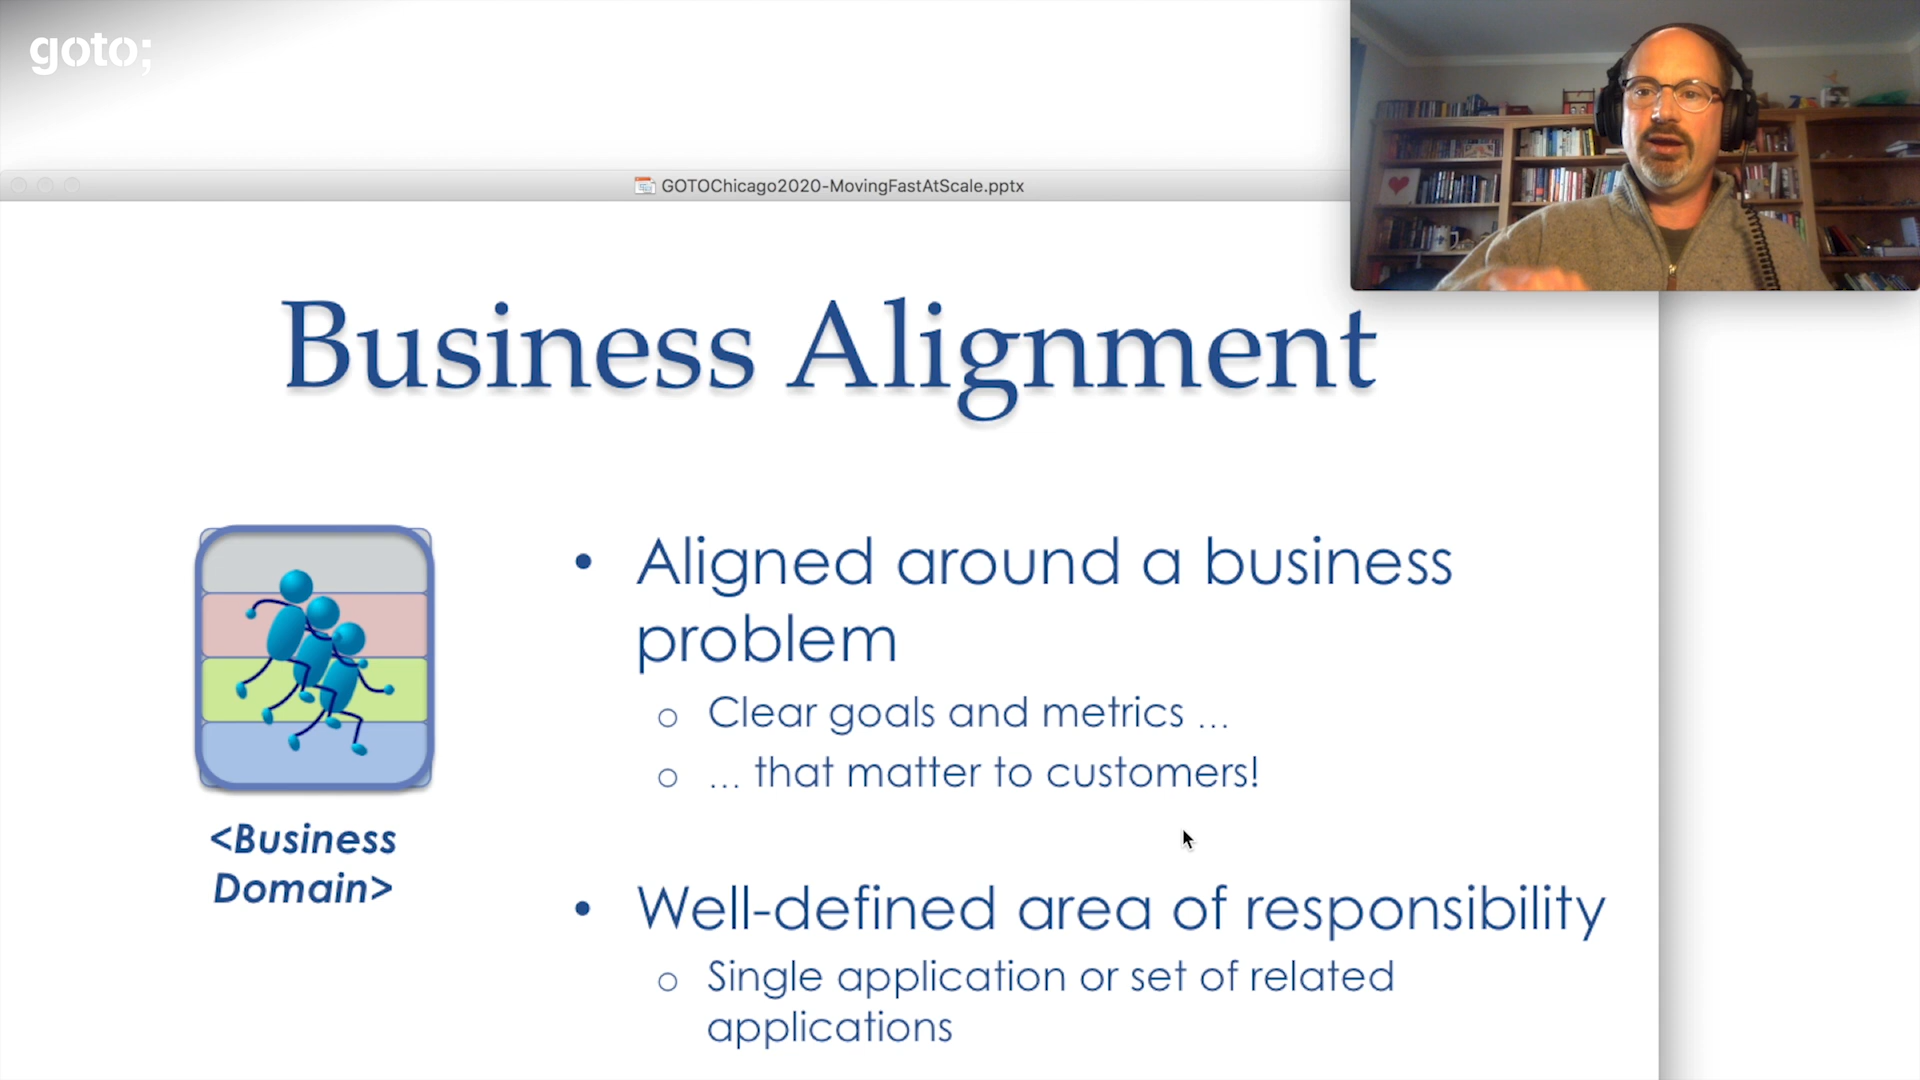 goto;
GOTOChicago2020-MovingFastAtScale.pptx
Business Alignment
• Aligned around a business
problem
o Clear goals and metrics ...
o ... that matter to customers!
<Business
Domain>
• Well-defined area of responsibility
o Single application or set of related
applications